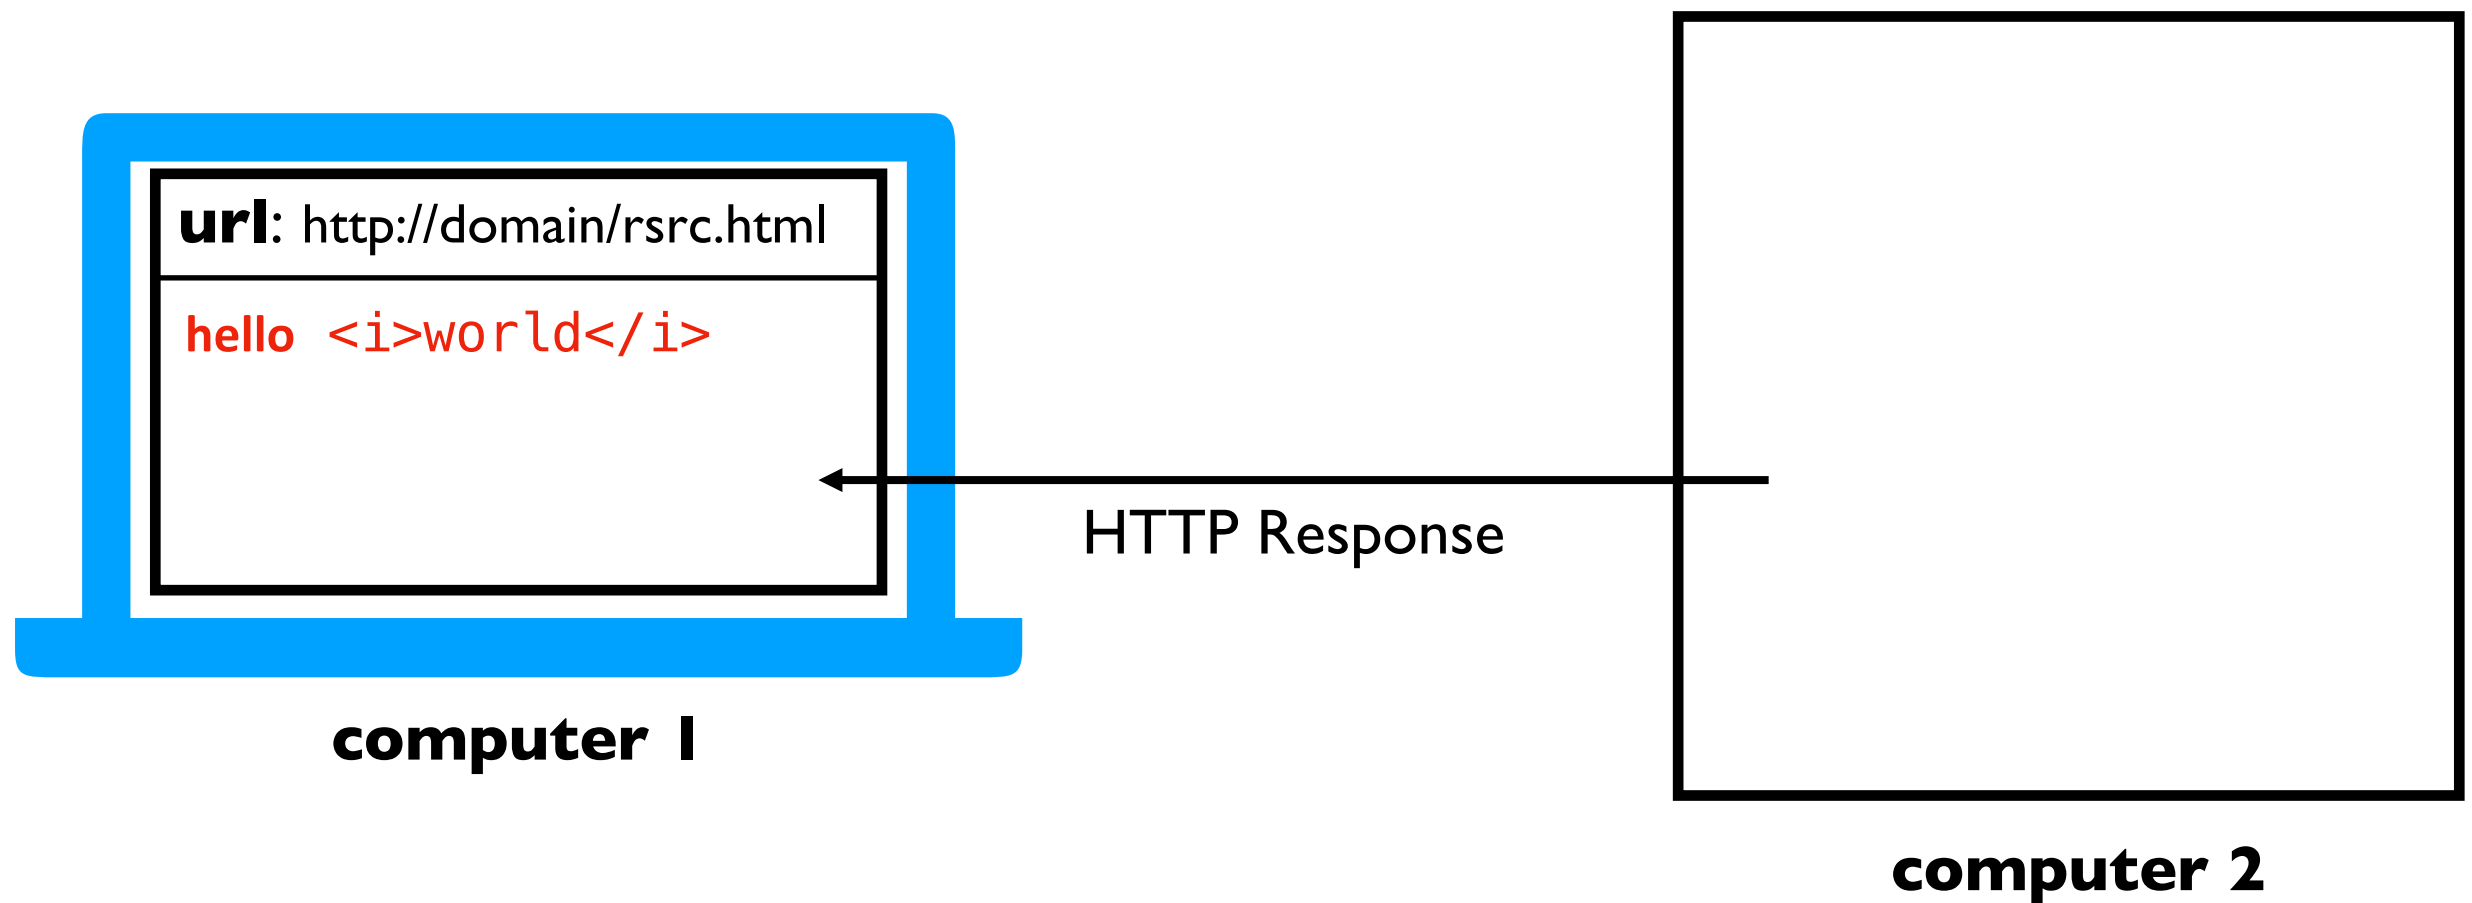 url: http://domain/rsrc.html
hello <i>world</i>
HTTP Response
computer 1
computer 2